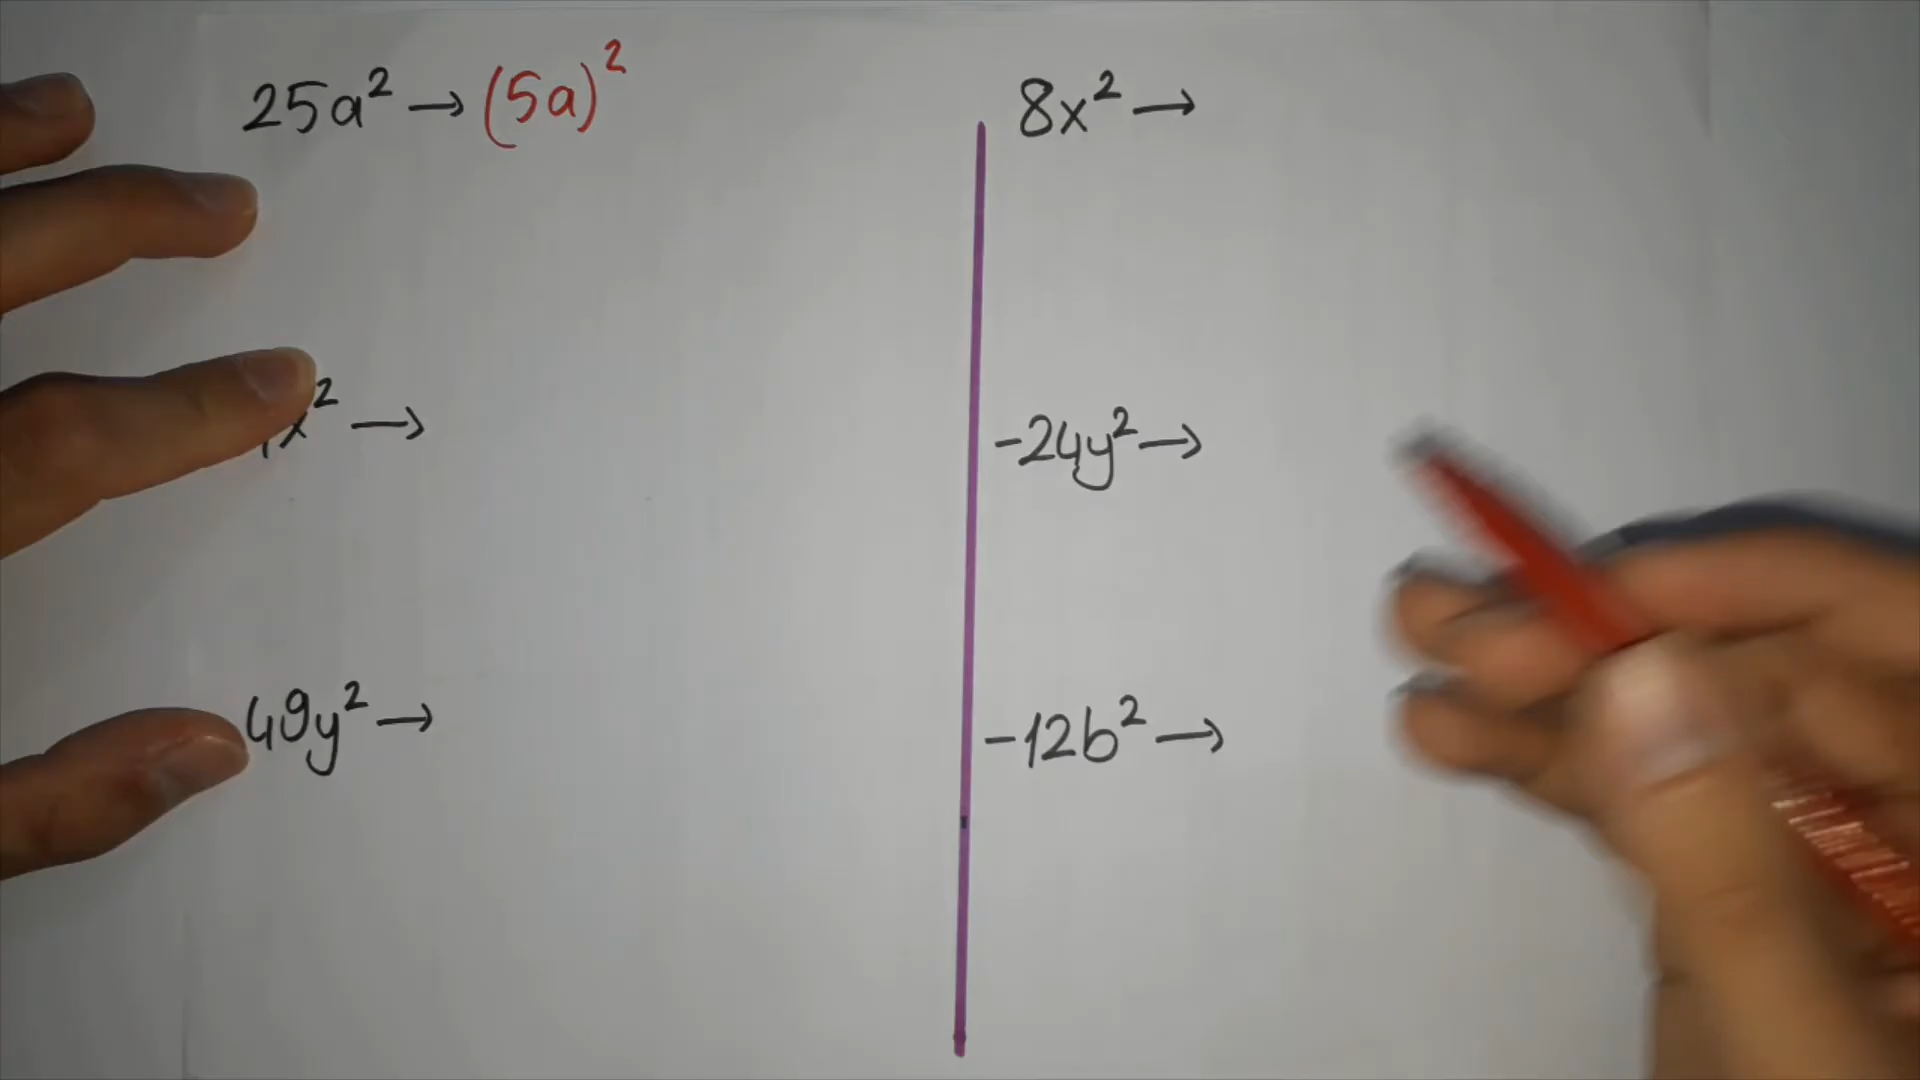 25a² → (5a)²
x² →
49y² →
8x² →
-24y² →
-12b² →